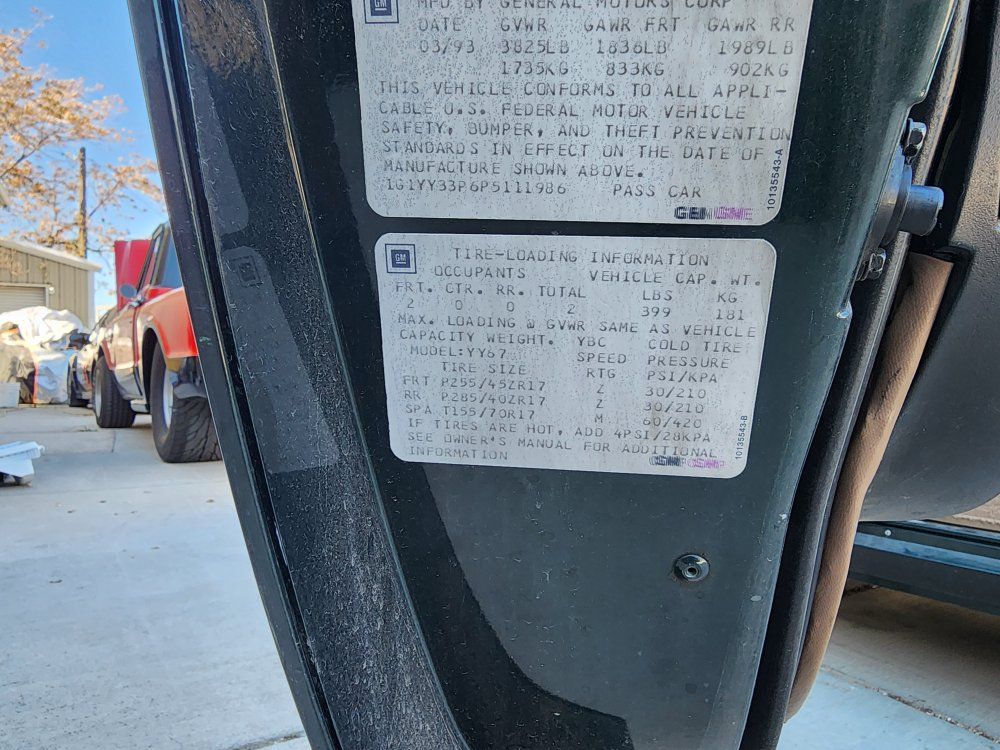 GM
MFD BY GENERAL MOTORS CORP
DATE GVWR GAWR FRT GAWR RR
03/93 3825LB 1836LB 1989LB
1735KG 833KG 902KG
THIS VEHICLE CONFORMS TO ALL APPLI-
CABLE U.S. FEDERAL MOTOR VEHICLE
SAFETY, BUMPER, AND THEFT PREVENTION
STANDARDS IN EFFECT ON THE DATE OF
MANUFACTURE SHOWN ABOVE.
1G1YY33P6P5111986 PASS CAR
10135543-A
GM
TIRE-LOADING INFORMATION
OCCUPANTS VEHICLE CAP. WT.
FRT. CTR. RR. TOTAL LBS KG
2 0 0 2 399 181
MAX. LOADING @ GVWR SAME AS VEHICLE
CAPACITY WEIGHT. YBC COLD TIRE
MODEL:YY67 SPEED PRESSURE
TIRE SIZE RTG PSI/KPA
FRT P255/45ZR17 Z 30/210
RR P285/40ZR17 Z 30/210
SPA T155/70R17 M 60/420
IF TIRES ARE HOT, ADD 4PSI/28KPA
SEE OWNER'S MANUAL FOR ADDITIONAL
INFORMATION
10135543-B